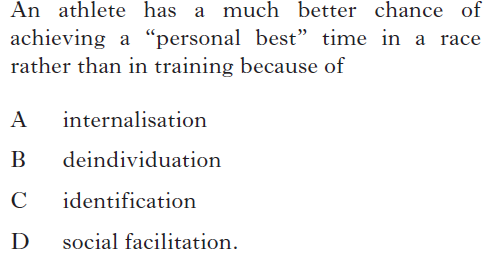 An athlete has a much better chance of
achieving a “personal best” time in a race
rather than in training because of
A internalisation
B deindividuation
C identification
D social facilitation.